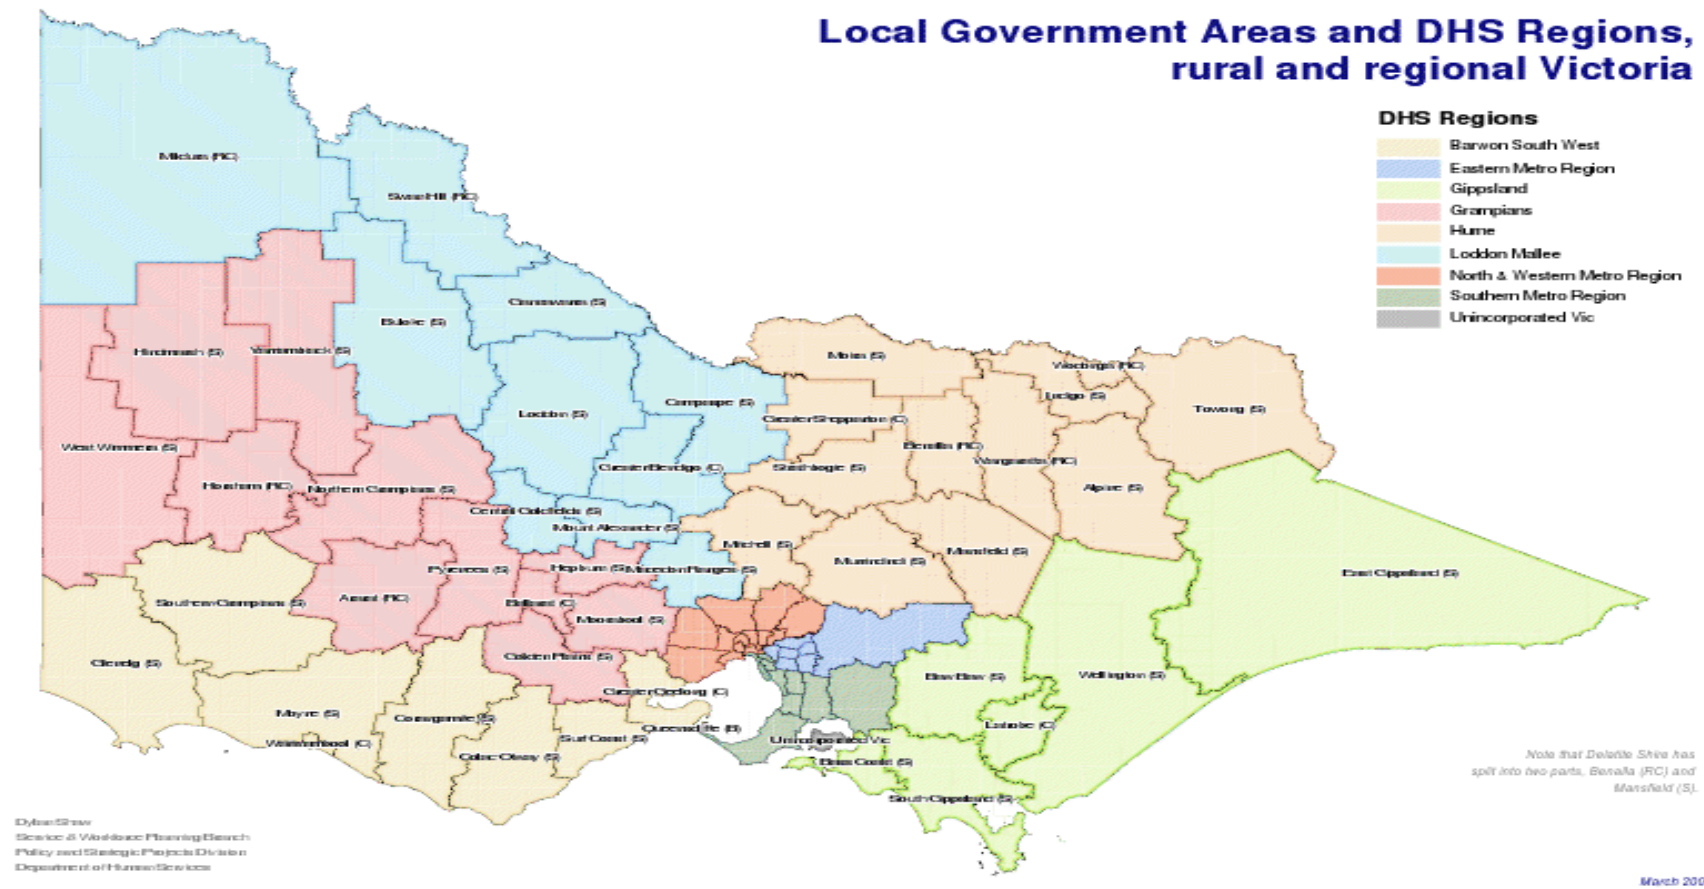 Local Government Areas and DHS Regions,
rural and regional Victoria
DHS Regions
Barwon South West
Eastern Metro Region
Gippsland
Grampians
Hume
Loddon Mallee
North & Western Metro Region
Southern Metro Region
Unincorporated Vic
Mildura (RC)
Swan Hill (RC)
Gannawarra (S)
Buloke (S)
Hindmarsh (S)
Yarriambiack (S)
Moira (S)
Wodonga (RC)
Indigo (S)
Towong (S)
Campaspe (S)
Loddon (S)
Greater Shepparton (C)
West Wimmera (S)
Benalla (RC)
Wangaratta (RC)
Greater Bendigo (C)
Strathbogie (S)
Horsham (RC)
Northern Grampians (S)
Alpine (S)
Central Goldfields (S)
Mount Alexander (S)
Mitchell (S)
Mansfield (S)
Murrindindi (S)
Pyrenees (S)
Hepburn (S)
Macedon Ranges (S)
East Gippsland (S)
Southern Grampians (S)
Ararat (RC)
Ballarat (C)
Moorabool (S)
Glenelg (S)
Golden Plains (S)
Baw Baw (S)
Wellington (S)
Greater Geelong (C)
Moyne (S)
Corangamite (S)
Queenscliffe (B)
Latrobe (C)
Surf Coast (S)
Unincorporated Vic
Warrnambool (C)
Colac Otway (S)
Bass Coast (S)
South Gippsland (S)
Note that Delatite Shire has
split into two parts, Benalla (RC) and
Mansfield (S).
Dylan Shaw
Service & Workforce Planning Branch
Policy and Strategic Projects Division
Department of Human Services
March 200